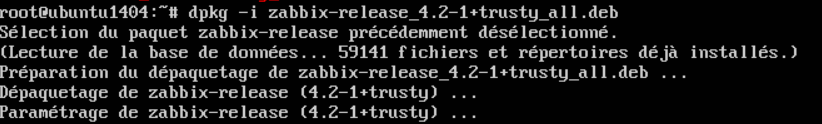 root@ubuntu1404:~# dpkg -i zabbix-release_4.2-1+trusty_all.deb
Sélection du paquet zabbix-release précédemment désélectionné.
(Lecture de la base de données... 59141 fichiers et répertoires déjà installés.)
Préparation du dépaquetage de zabbix-release_4.2-1+trusty_all.deb ...
Dépaquetage de zabbix-release (4.2-1+trusty) ...
Paramétrage de zabbix-release (4.2-1+trusty) ...